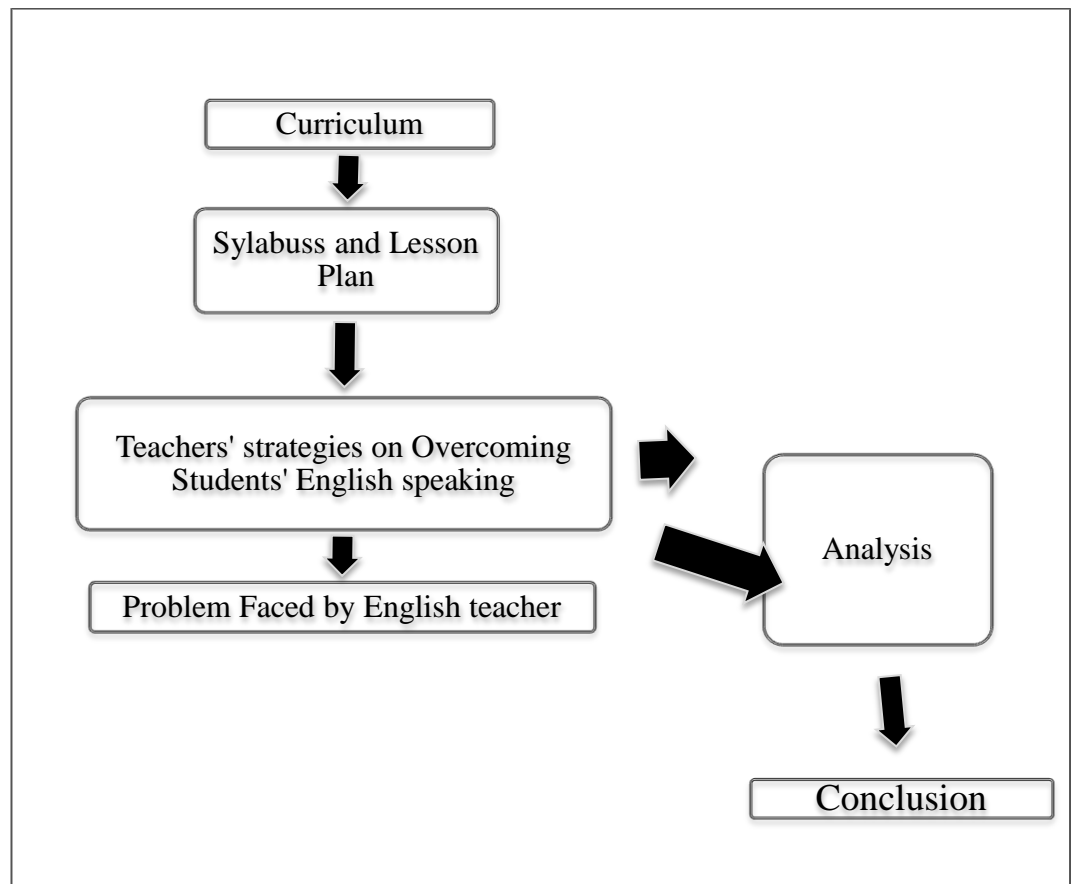 Curriculum
Sylabuss and Lesson
Plan
Teachers' strategies on Overcoming
Students' English speaking
Problem Faced by English teacher
Analysis
Conclusion